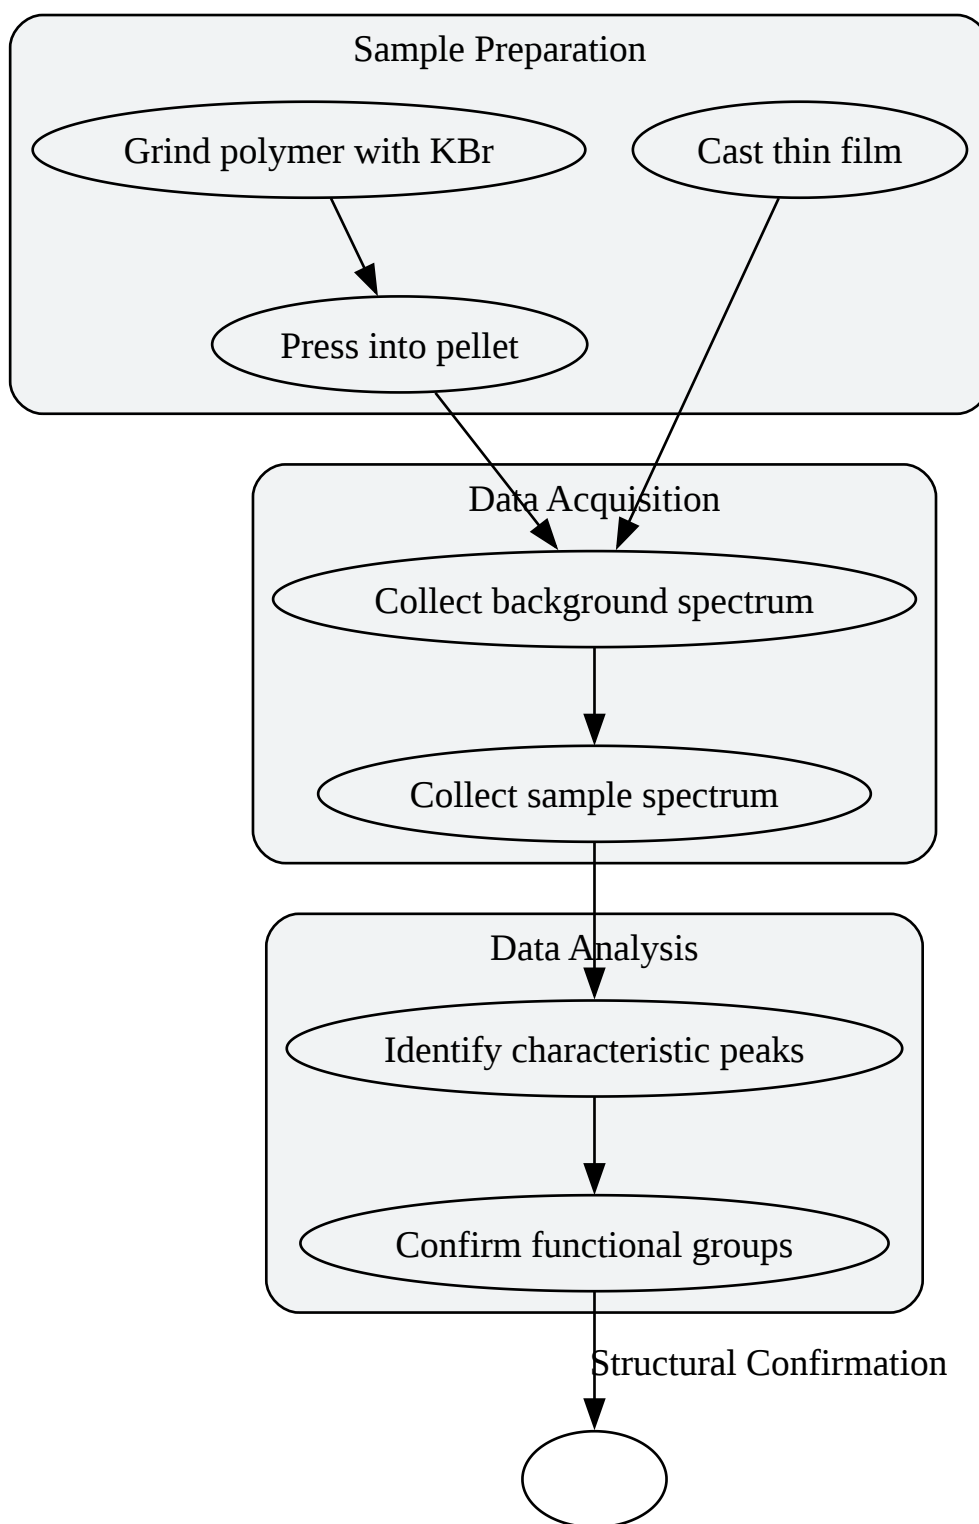 Sample Preparation
Grind polymer with KBr
Cast thin film
Press into pellet
Data Acquisition
Collect background spectrum
Collect sample spectrum
Data Analysis
Identify characteristic peaks
Confirm functional groups
Structural Confirmation